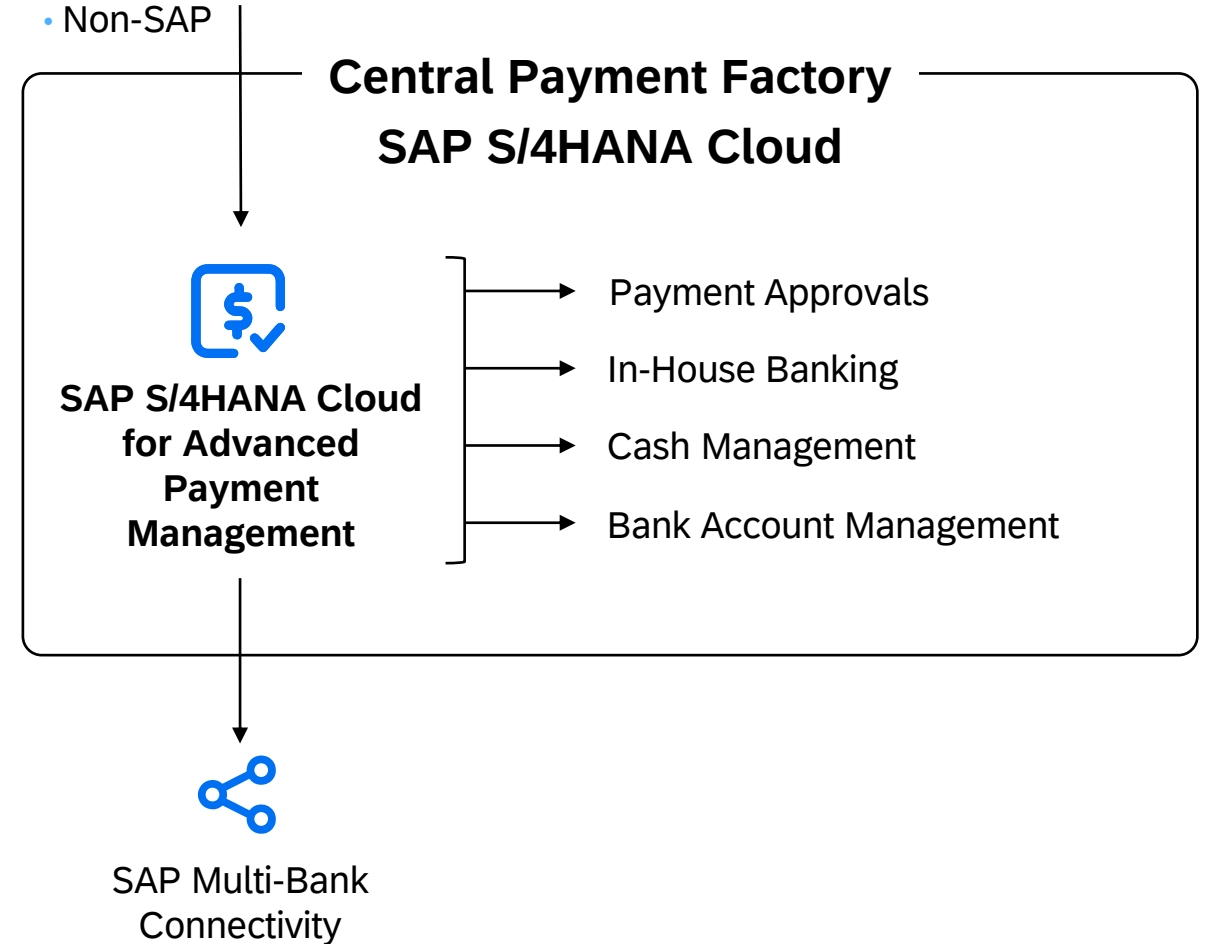 • Non-SAP
Central Payment Factory
SAP S/4HANA Cloud
SAP S/4HANA Cloud
for Advanced
Payment
Management
Payment Approvals
In-House Banking
Cash Management
Bank Account Management
SAP Multi-Bank
Connectivity